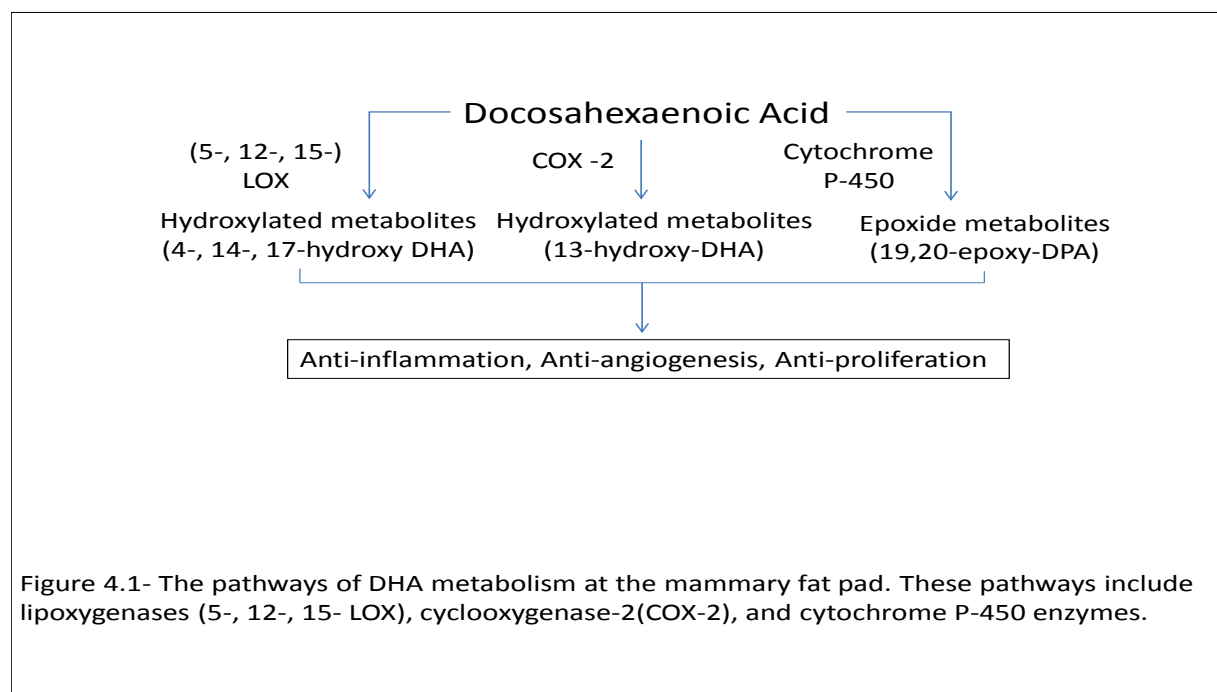 Docosahexaenoic Acid
(5-, 12-, 15-)
LOX
COX -2
Cytochrome
P-450
Hydroxylated metabolites
(4-, 14-, 17-hydroxy DHA)
Hydroxylated metabolites
(13-hydroxy-DHA)
Epoxide metabolites
(19,20-epoxy-DPA)
Anti-inflammation, Anti-angiogenesis, Anti-proliferation
Figure 4.1- The pathways of DHA metabolism at the mammary fat pad. These pathways include
lipoxygenases (5-, 12-, 15- LOX), cyclooxygenase-2(COX-2), and cytochrome P-450 enzymes.